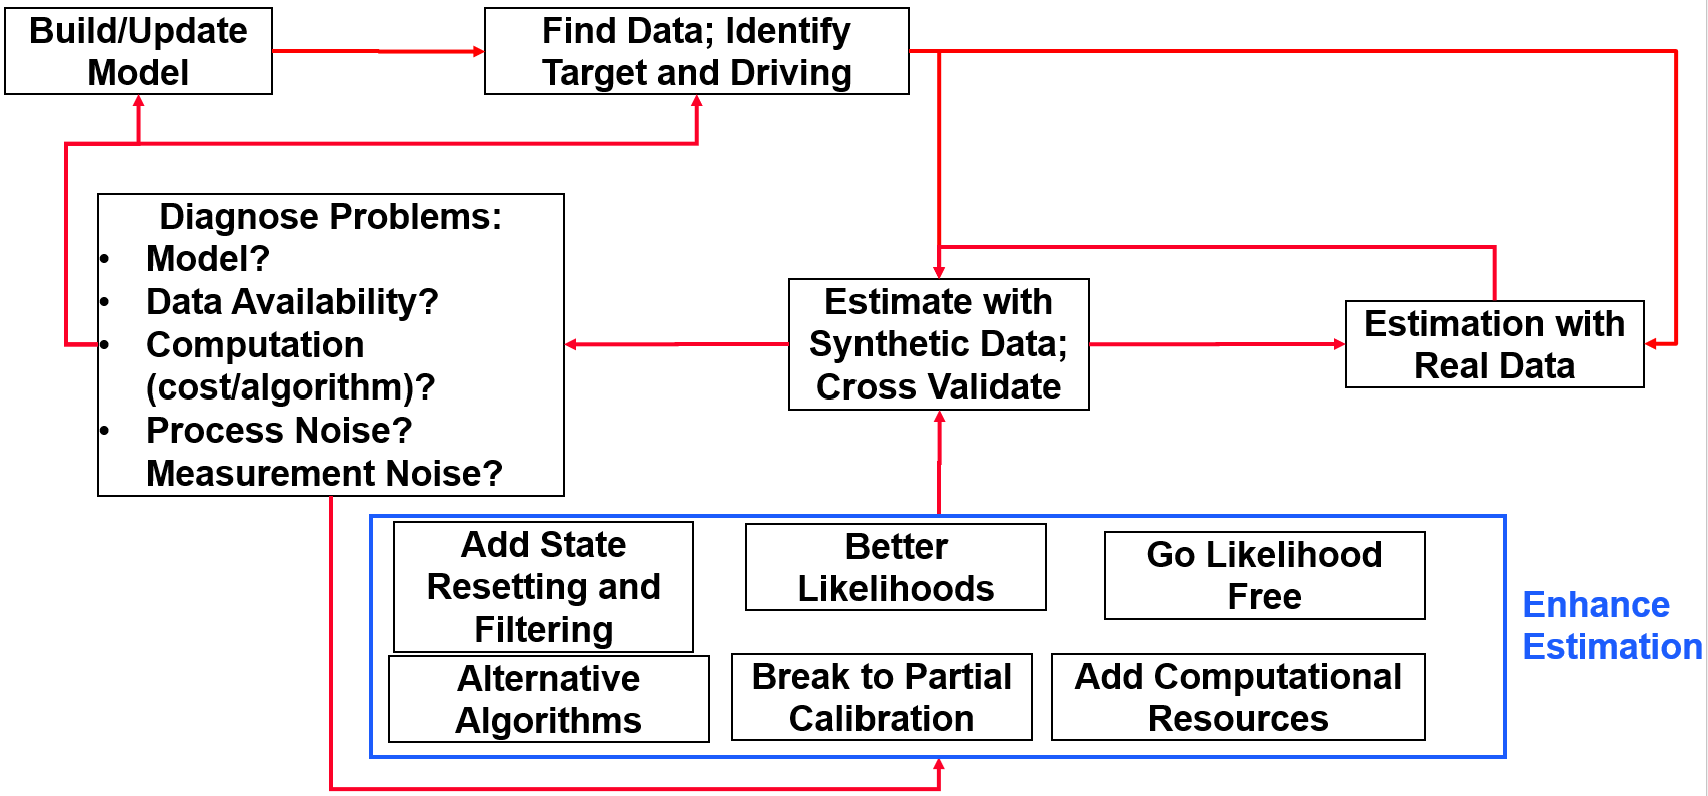 Build/Update
Model
Find Data; Identify
Target and Driving
Diagnose Problems:
• Model?
• Data Availability?
• Computation
(cost/algorithm)?
• Process Noise?
Measurement Noise?
Estimate with
Synthetic Data;
Cross Validate
Estimation with
Real Data
Add State
Resetting and
Filtering
Better
Likelihoods
Go Likelihood
Free
Alternative
Algorithms
Break to Partial
Calibration
Add Computational
Resources
Enhance
Estimation